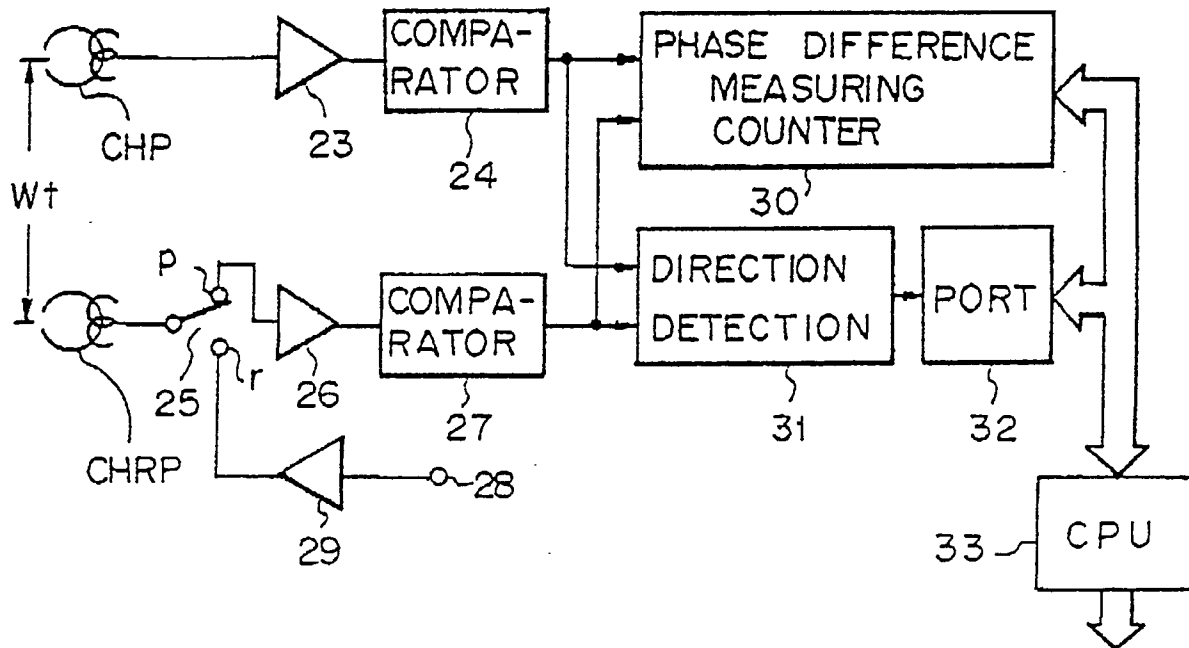 COMPA-
RATOR
PHASE DIFFERENCE
MEASURING
COUNTER
CHP
23
24
30
Wt
P
r
25
26
COMPA-
RATOR
27
DIRECTION
DETECTION
31
PORT
32
CHRP
29
28
33
CPU